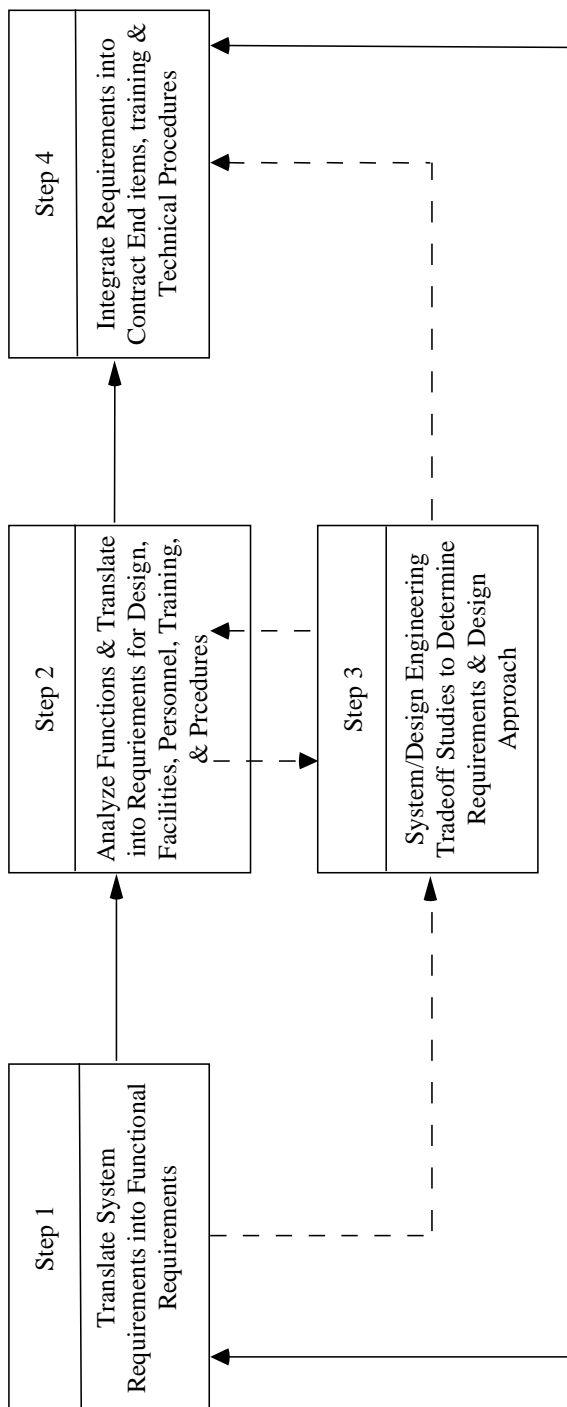 Step 1
Translate System
Requirements into Functional
Requirements
Step 2
Analyze Functions & Translate
into Requriements for Design,
Facilities, Personnel, Training,
& Prcedures
Step 3
System/Design Engineering
Tradeoff Studies to Determine
Requirements & Design
Approach
Step 4
Integrate Requirements into
Contract End items, training &
Technical Procedures